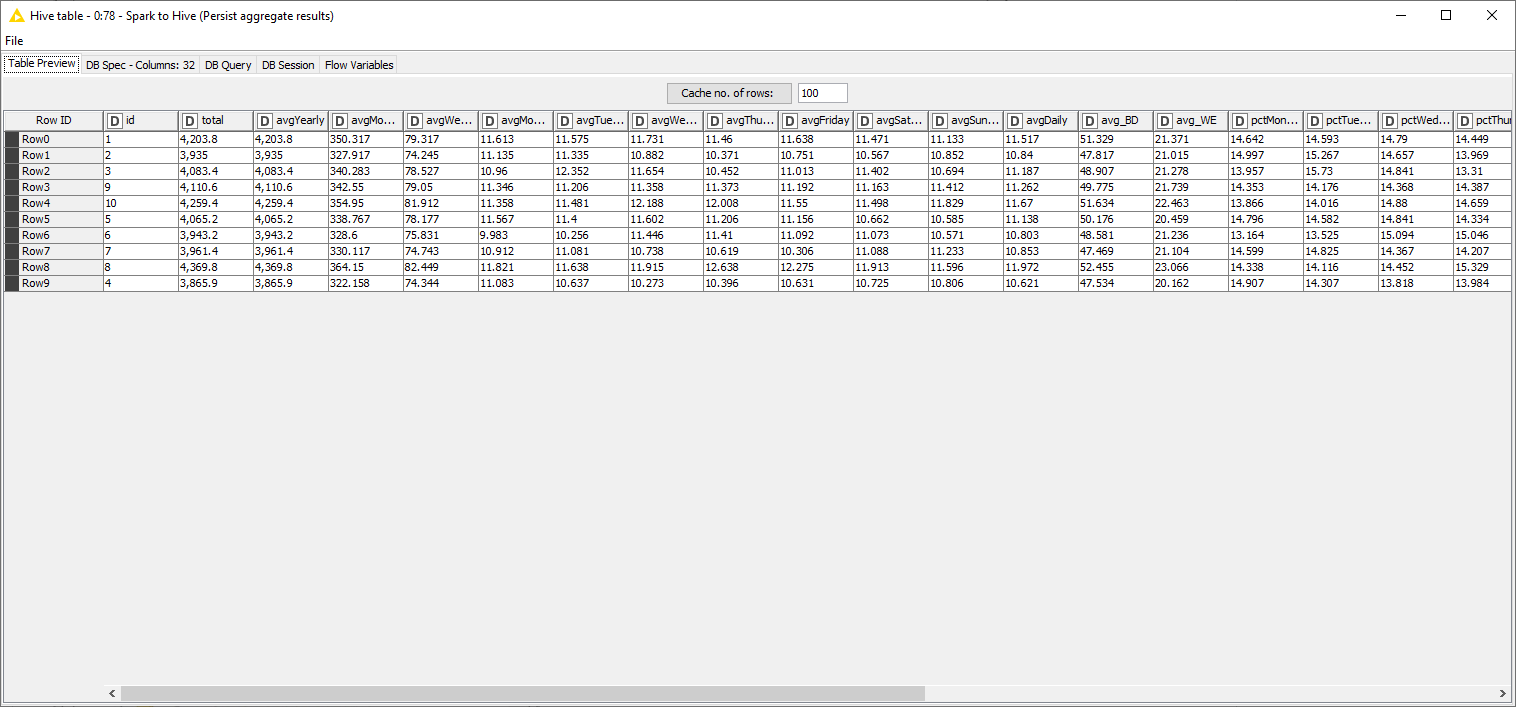 Hive table - 0:78 - Spark to Hive (Persist aggregate results)
File
Table Preview DB Spec - Columns: 32 DB Query DB Session Flow Variables
Cache no. of rows: 100
Row ID D id D total D avgYearly D avgMo... D avgWe... D avgMo... D avgTue... D avgWe... D avgThu... D avgFriday D avgSat... D avgSun... D avgDaily D avg_BD D avg_WE D pctMon... D pctTue... D pctWed... D pctThu
Row0 1 4,203.8 4,203.8 350.317 79.317 11.613 11.575 11.731 11.46 11.638 11.471 11.133 11.517 51.329 21.371 14.642 14.593 14.79 14.449
Row1 2 3,935 3,935 327.917 74.245 11.135 11.335 10.882 10.371 10.751 10.567 10.852 10.84 47.817 21.015 14.997 15.267 14.657 13.969
Row2 3 4,083.4 4,083.4 340.283 78.527 10.96 12.352 11.654 10.452 11.013 11.402 10.694 11.187 48.907 21.278 13.957 15.73 14.841 13.31
Row3 9 4,110.6 4,110.6 342.55 79.05 11.346 11.206 11.358 11.373 11.192 11.163 11.412 11.262 49.775 21.739 14.353 14.176 14.368 14.387
Row4 10 4,259.4 4,259.4 354.95 81.912 11.358 11.481 12.188 12.008 11.55 11.498 11.829 11.67 51.634 22.463 13.866 14.016 14.88 14.659
Row5 5 4,065.2 4,065.2 338.767 78.177 11.567 11.4 11.602 11.206 11.156 10.662 10.585 11.138 50.176 20.459 14.796 14.582 14.841 14.334
Row6 6 3,943.2 3,943.2 328.6 75.831 9.983 10.256 11.446 11.41 11.092 11.073 10.571 10.803 48.581 21.236 13.164 13.525 15.094 15.046
Row7 7 3,961.4 3,961.4 330.117 74.743 10.912 11.081 10.738 10.619 10.306 11.088 11.233 10.853 47.469 21.104 14.599 14.825 14.367 14.207
Row8 8 4,369.8 4,369.8 364.15 82.449 11.821 11.638 11.915 12.638 12.275 11.913 11.596 11.972 52.455 23.066 14.338 14.116 14.452 15.329
Row9 4 3,865.9 3,865.9 322.158 74.344 11.083 10.637 10.273 10.396 10.631 10.725 10.806 10.621 47.534 20.162 14.907 14.307 13.818 13.984